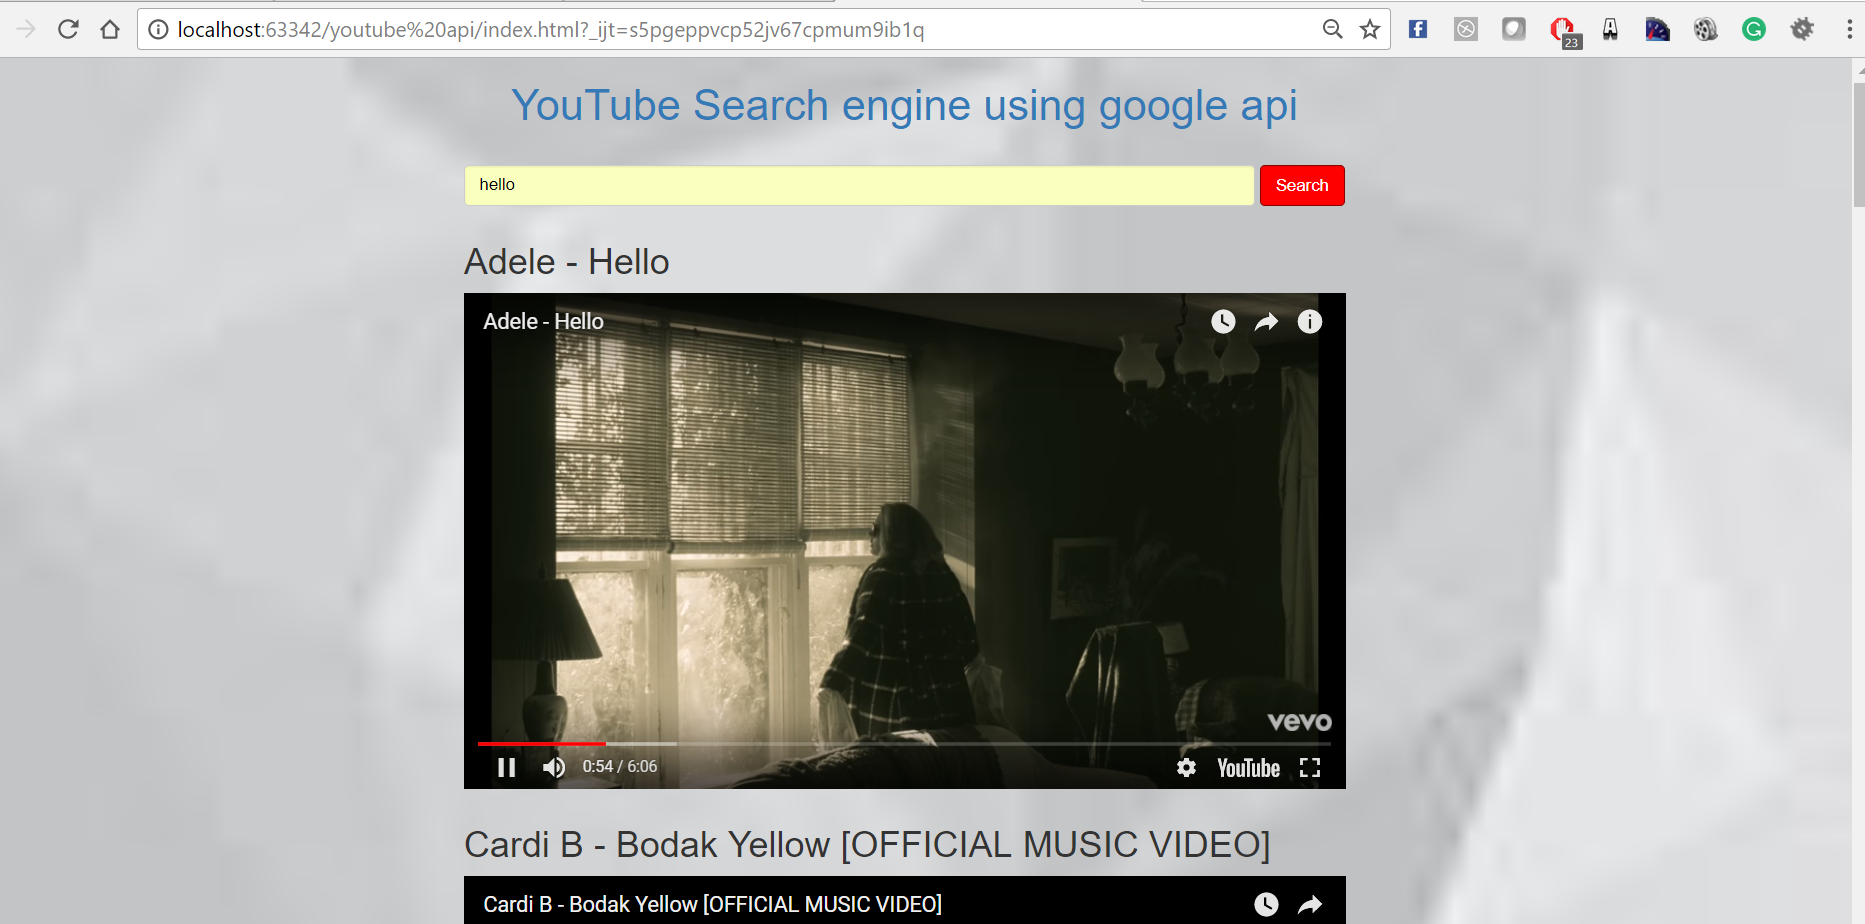 localhost:63342/youtube%20api/index.html?_ijt=s5pgeppvcp52jv67cpmum9ib1q
23
YouTube Search engine using google api
hello
Search
Adele - Hello
Adele - Hello
vevo
0:54 / 6:06
YouTube
Cardi B - Bodak Yellow [OFFICIAL MUSIC VIDEO]
Cardi B - Bodak Yellow [OFFICIAL MUSIC VIDEO]